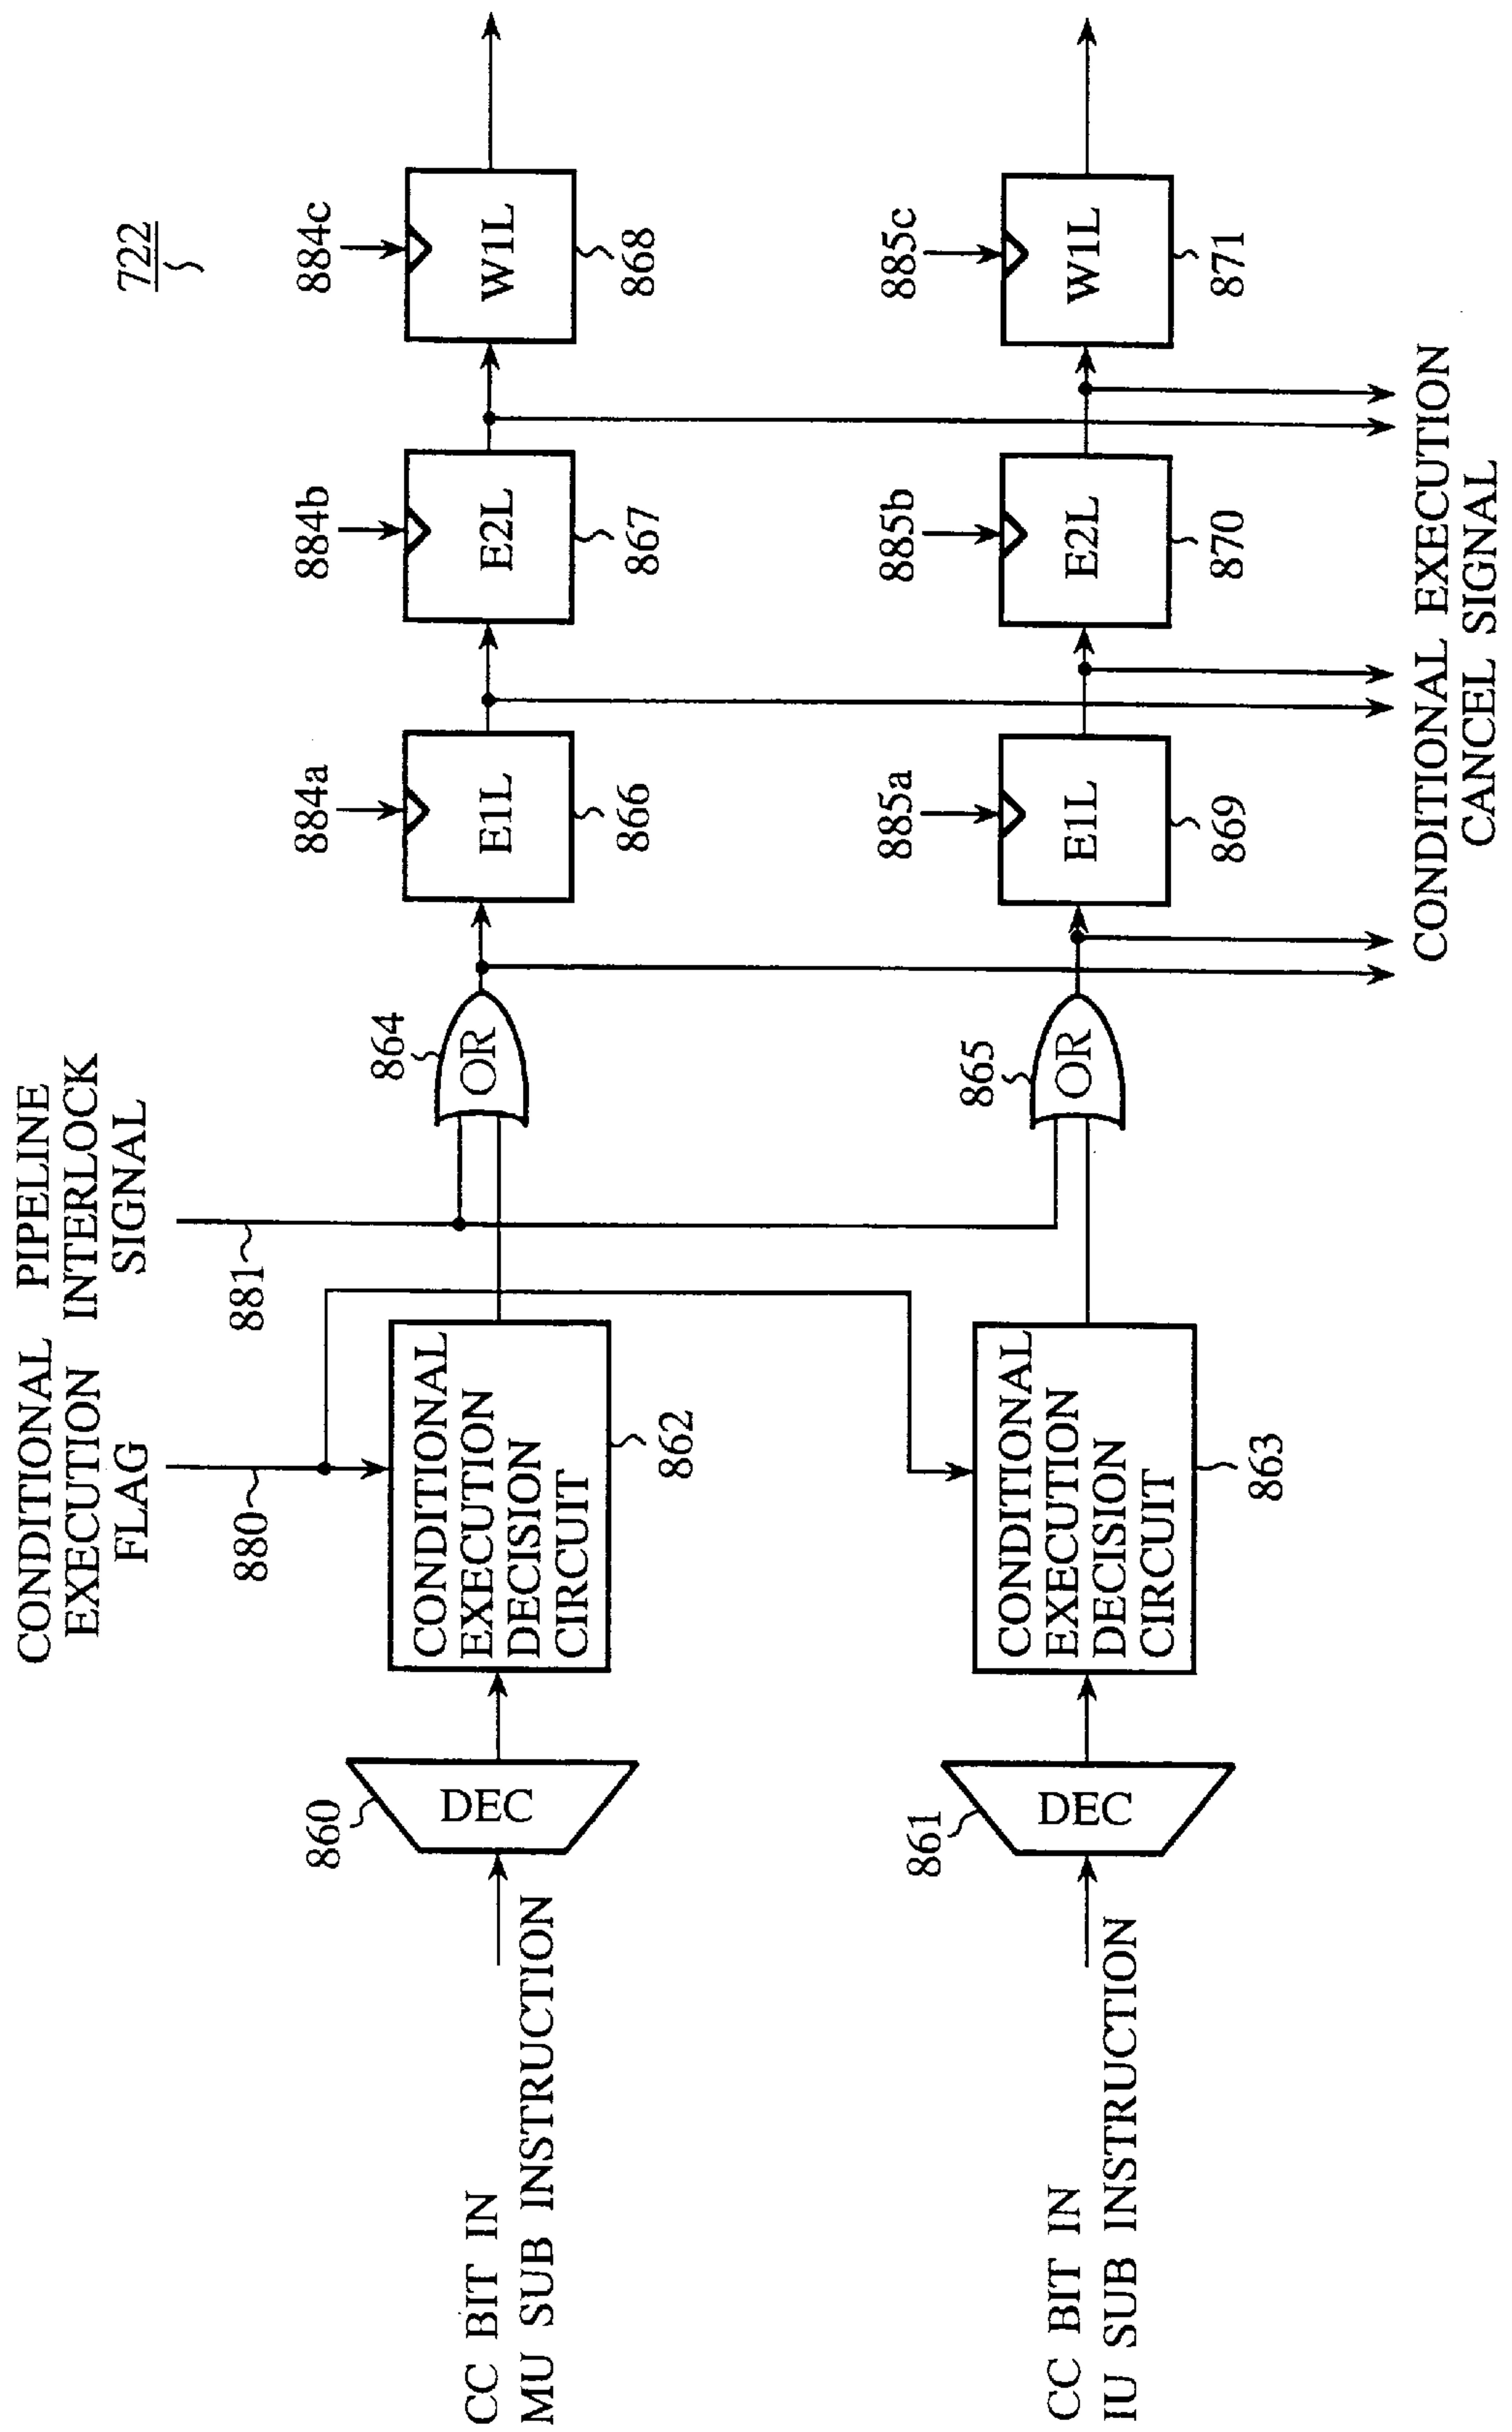 722
CONDITIONAL
EXECUTION
FLAG
PIPELINE
INTERLOCK
SIGNAL
880
881
CC BIT IN
MU SUB INSTRUCTION
860
DEC
CONDITIONAL
EXECUTION
DECISION
CIRCUIT
862
864
OR
884a
E1L
866
884b
E2L
867
884c
W1L
868
CC BIT IN
IU SUB INSTRUCTION
861
DEC
CONDITIONAL
EXECUTION
DECISION
CIRCUIT
863
865
OR
885a
E1L
869
885b
E2L
870
885c
W1L
871
CONDITIONAL EXECUTION
CANCEL SIGNAL